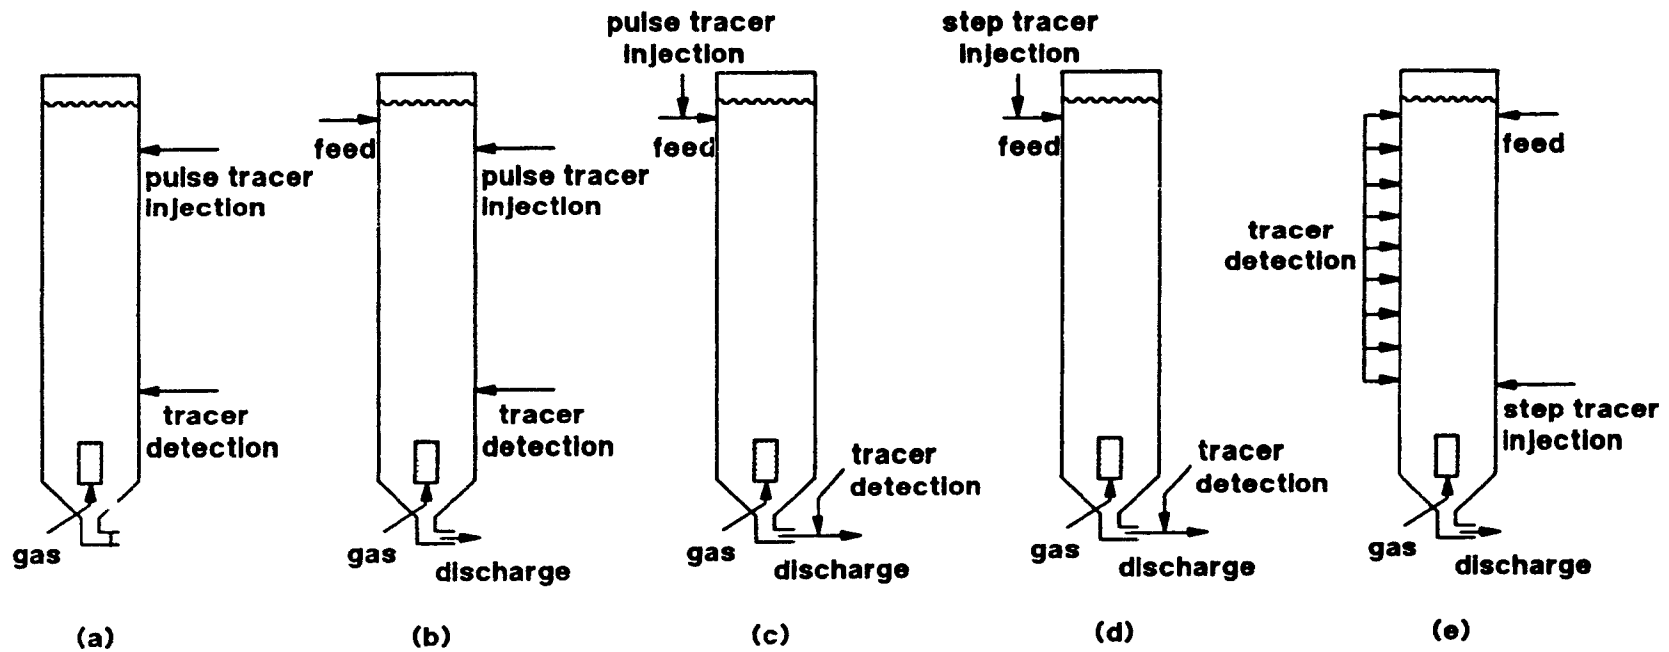 pulse tracer
injection
step tracer
injection
feed
pulse tracer
injection
tracer
detection
gas
feed
pulse tracer
injection
tracer
detection
gas
discharge
feed
tracer
detection
gas
discharge
feed
tracer
detection
gas
discharge
tracer
detection
step tracer
injection
gas
discharge
(a)
(b)
(c)
(d)
(e)